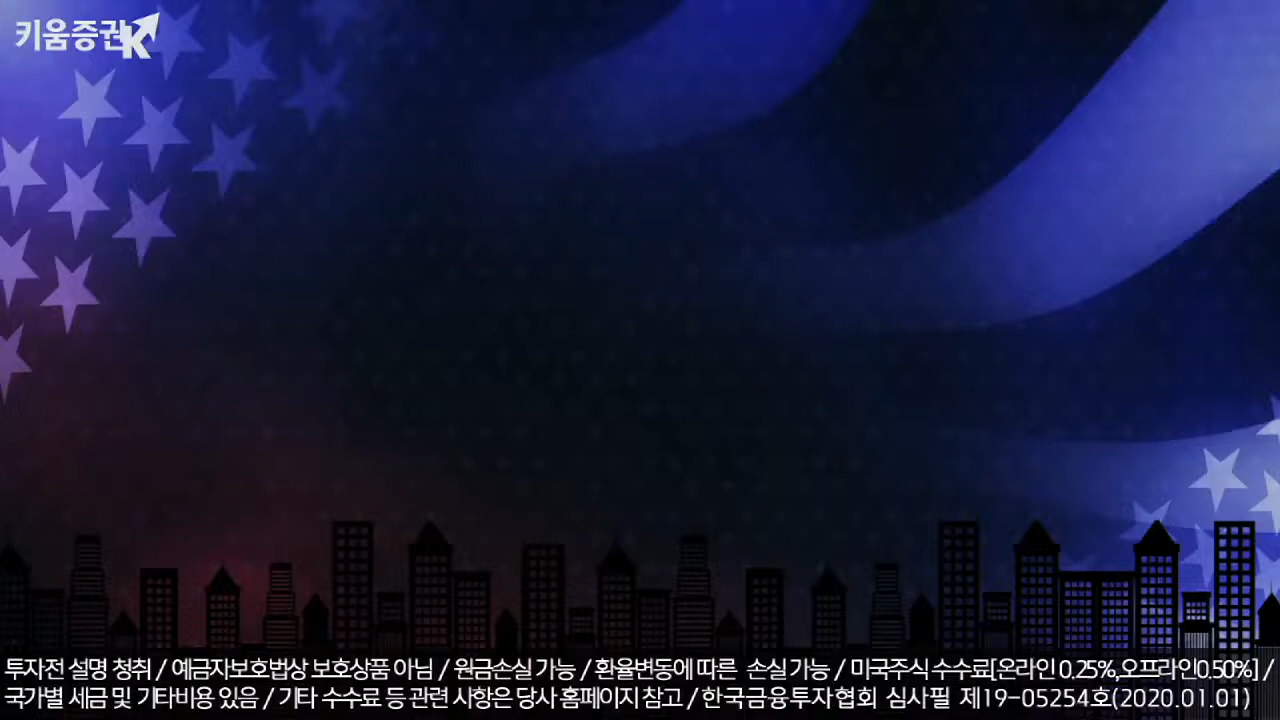 키움증권
투자전 설명 청취 / 예금자보호법상 보호상품 아님 / 원금손실 가능 / 환율변동에 따른 손실 가능 / 미국주식 수수료[온라인 0.25%,오프라인0.50%] /
국가별 세금 및 기타비용 있음 / 기타 수수료 등 관련 사항은 당사 홈페이지 참고 / 한국금융투자협회 심사필 제19-05254호(2020.01.01)